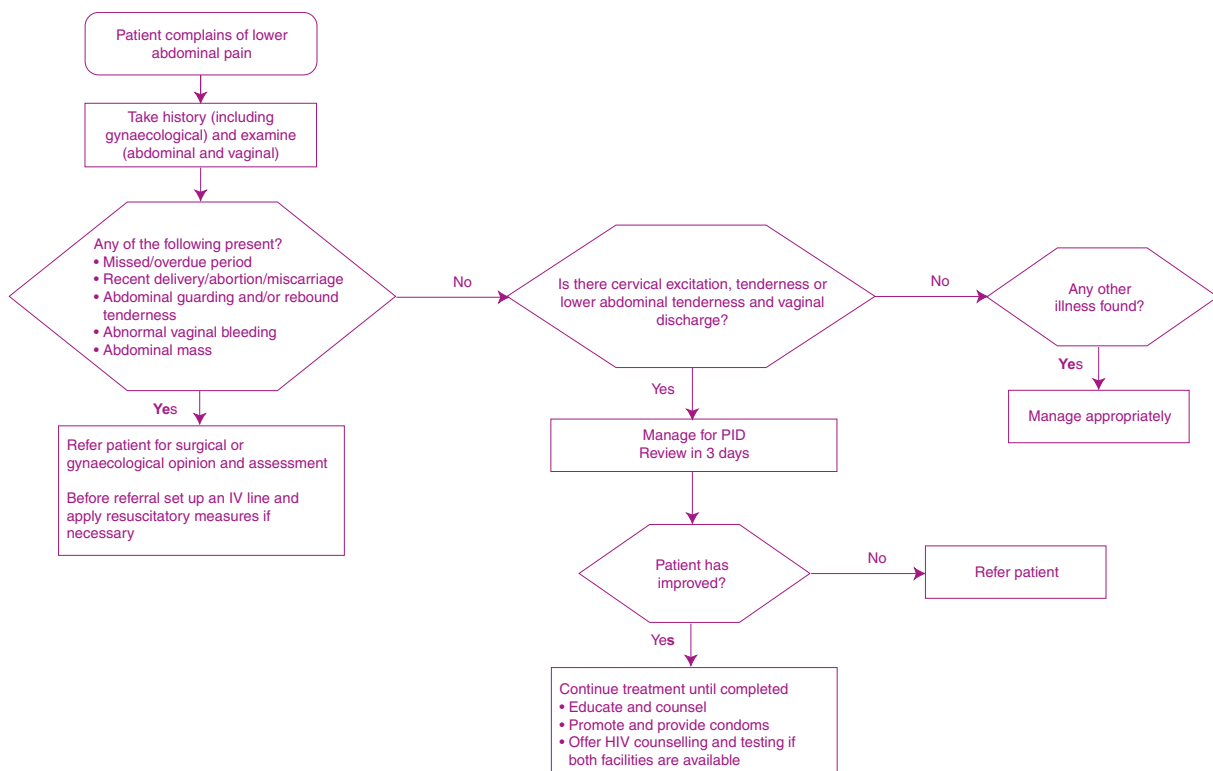 Patient complains of lower
abdominal pain
Take history (including
gynaecological) and examine
(abdominal and vaginal)
Any of the following present?
• Missed/overdue period
• Recent delivery/abortion/miscarriage
• Abdominal guarding and/or rebound
tenderness
• Abnormal vaginal bleeding
• Abdominal mass
No
Is there cervical excitation, tenderness or
lower abdominal tenderness and vaginal
discharge?
No
Any other
illness found?
Yes
Manage appropriately
Yes
Refer patient for surgical or
gynaecological opinion and assessment
Before referral set up an IV line and
apply resuscitatory measures if
necessary
Yes
Manage for PID
Review in 3 days
Patient has
improved?
No
Refer patient
Yes
Continue treatment until completed
• Educate and counsel
• Promote and provide condoms
• Offer HIV counselling and testing if
both facilities are available